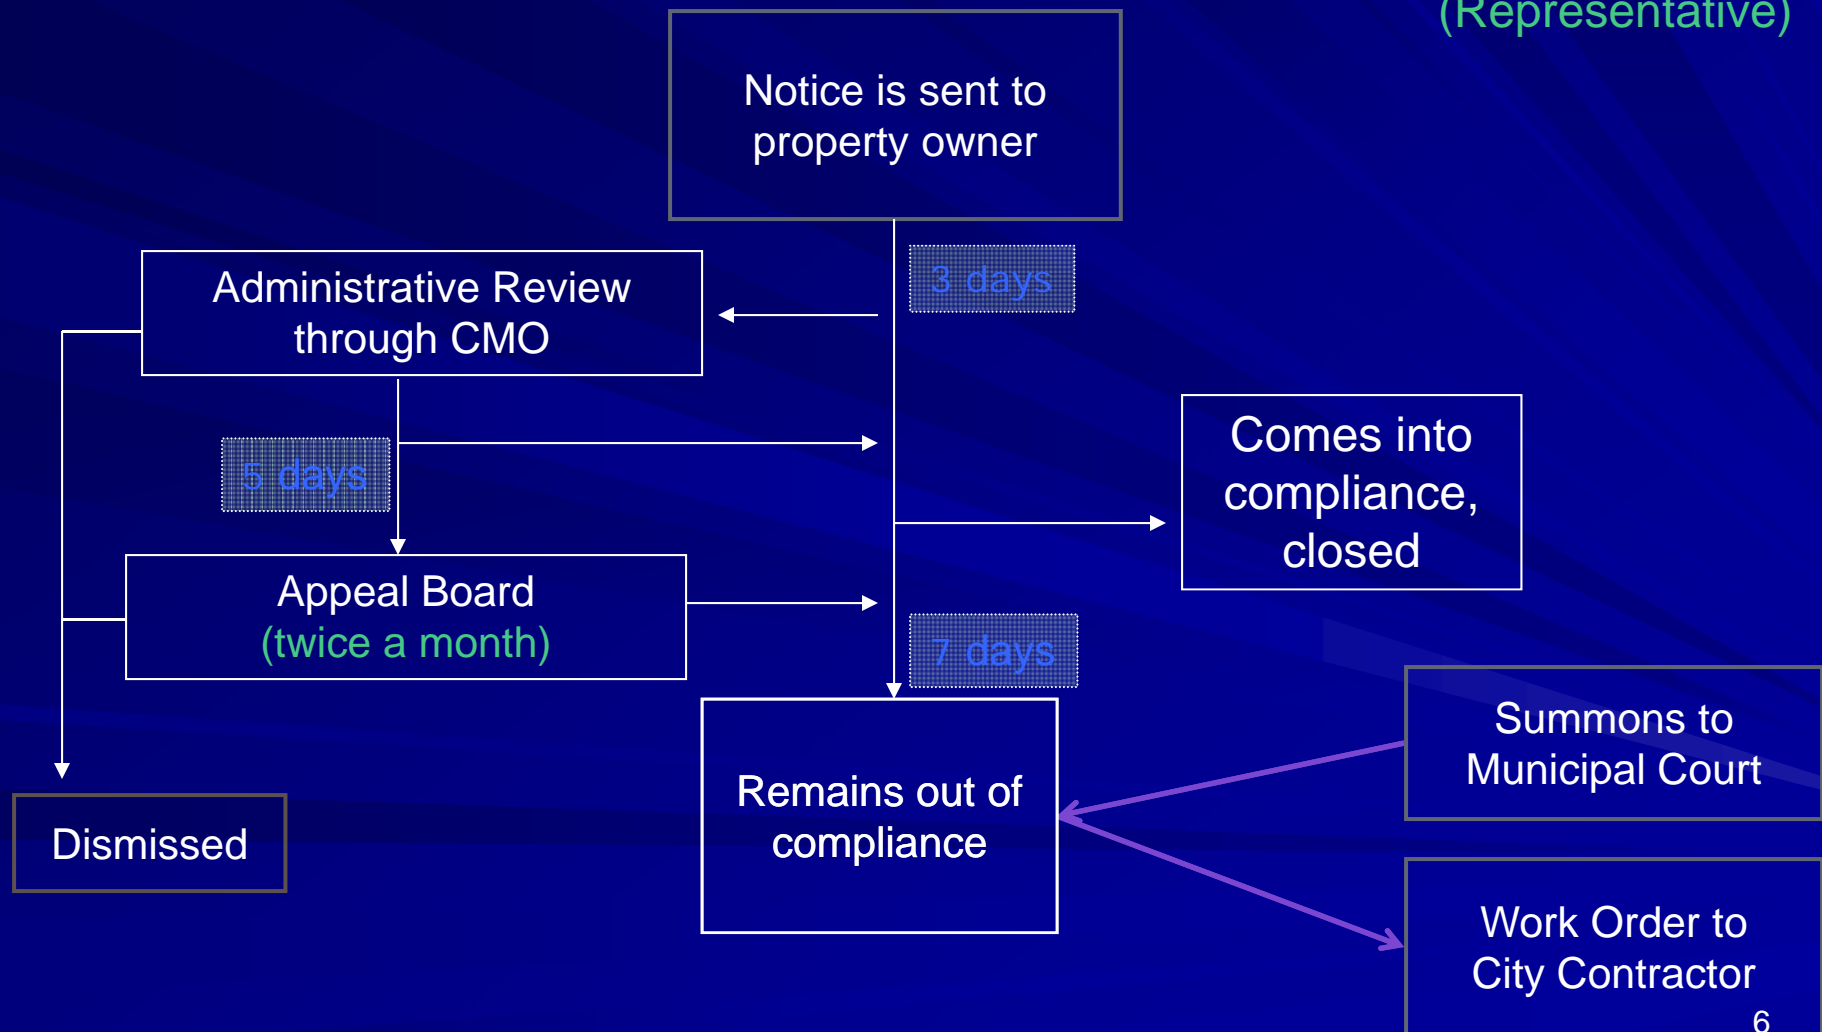 (Representative)
Notice is sent to
property owner
3 days
Administrative Review
through CMO
Comes into
compliance,
closed
5 days
Appeal Board
(twice a month)
7 days
Summons to
Municipal Court
Remains out of
compliance
Dismissed
Work Order to
City Contractor
6